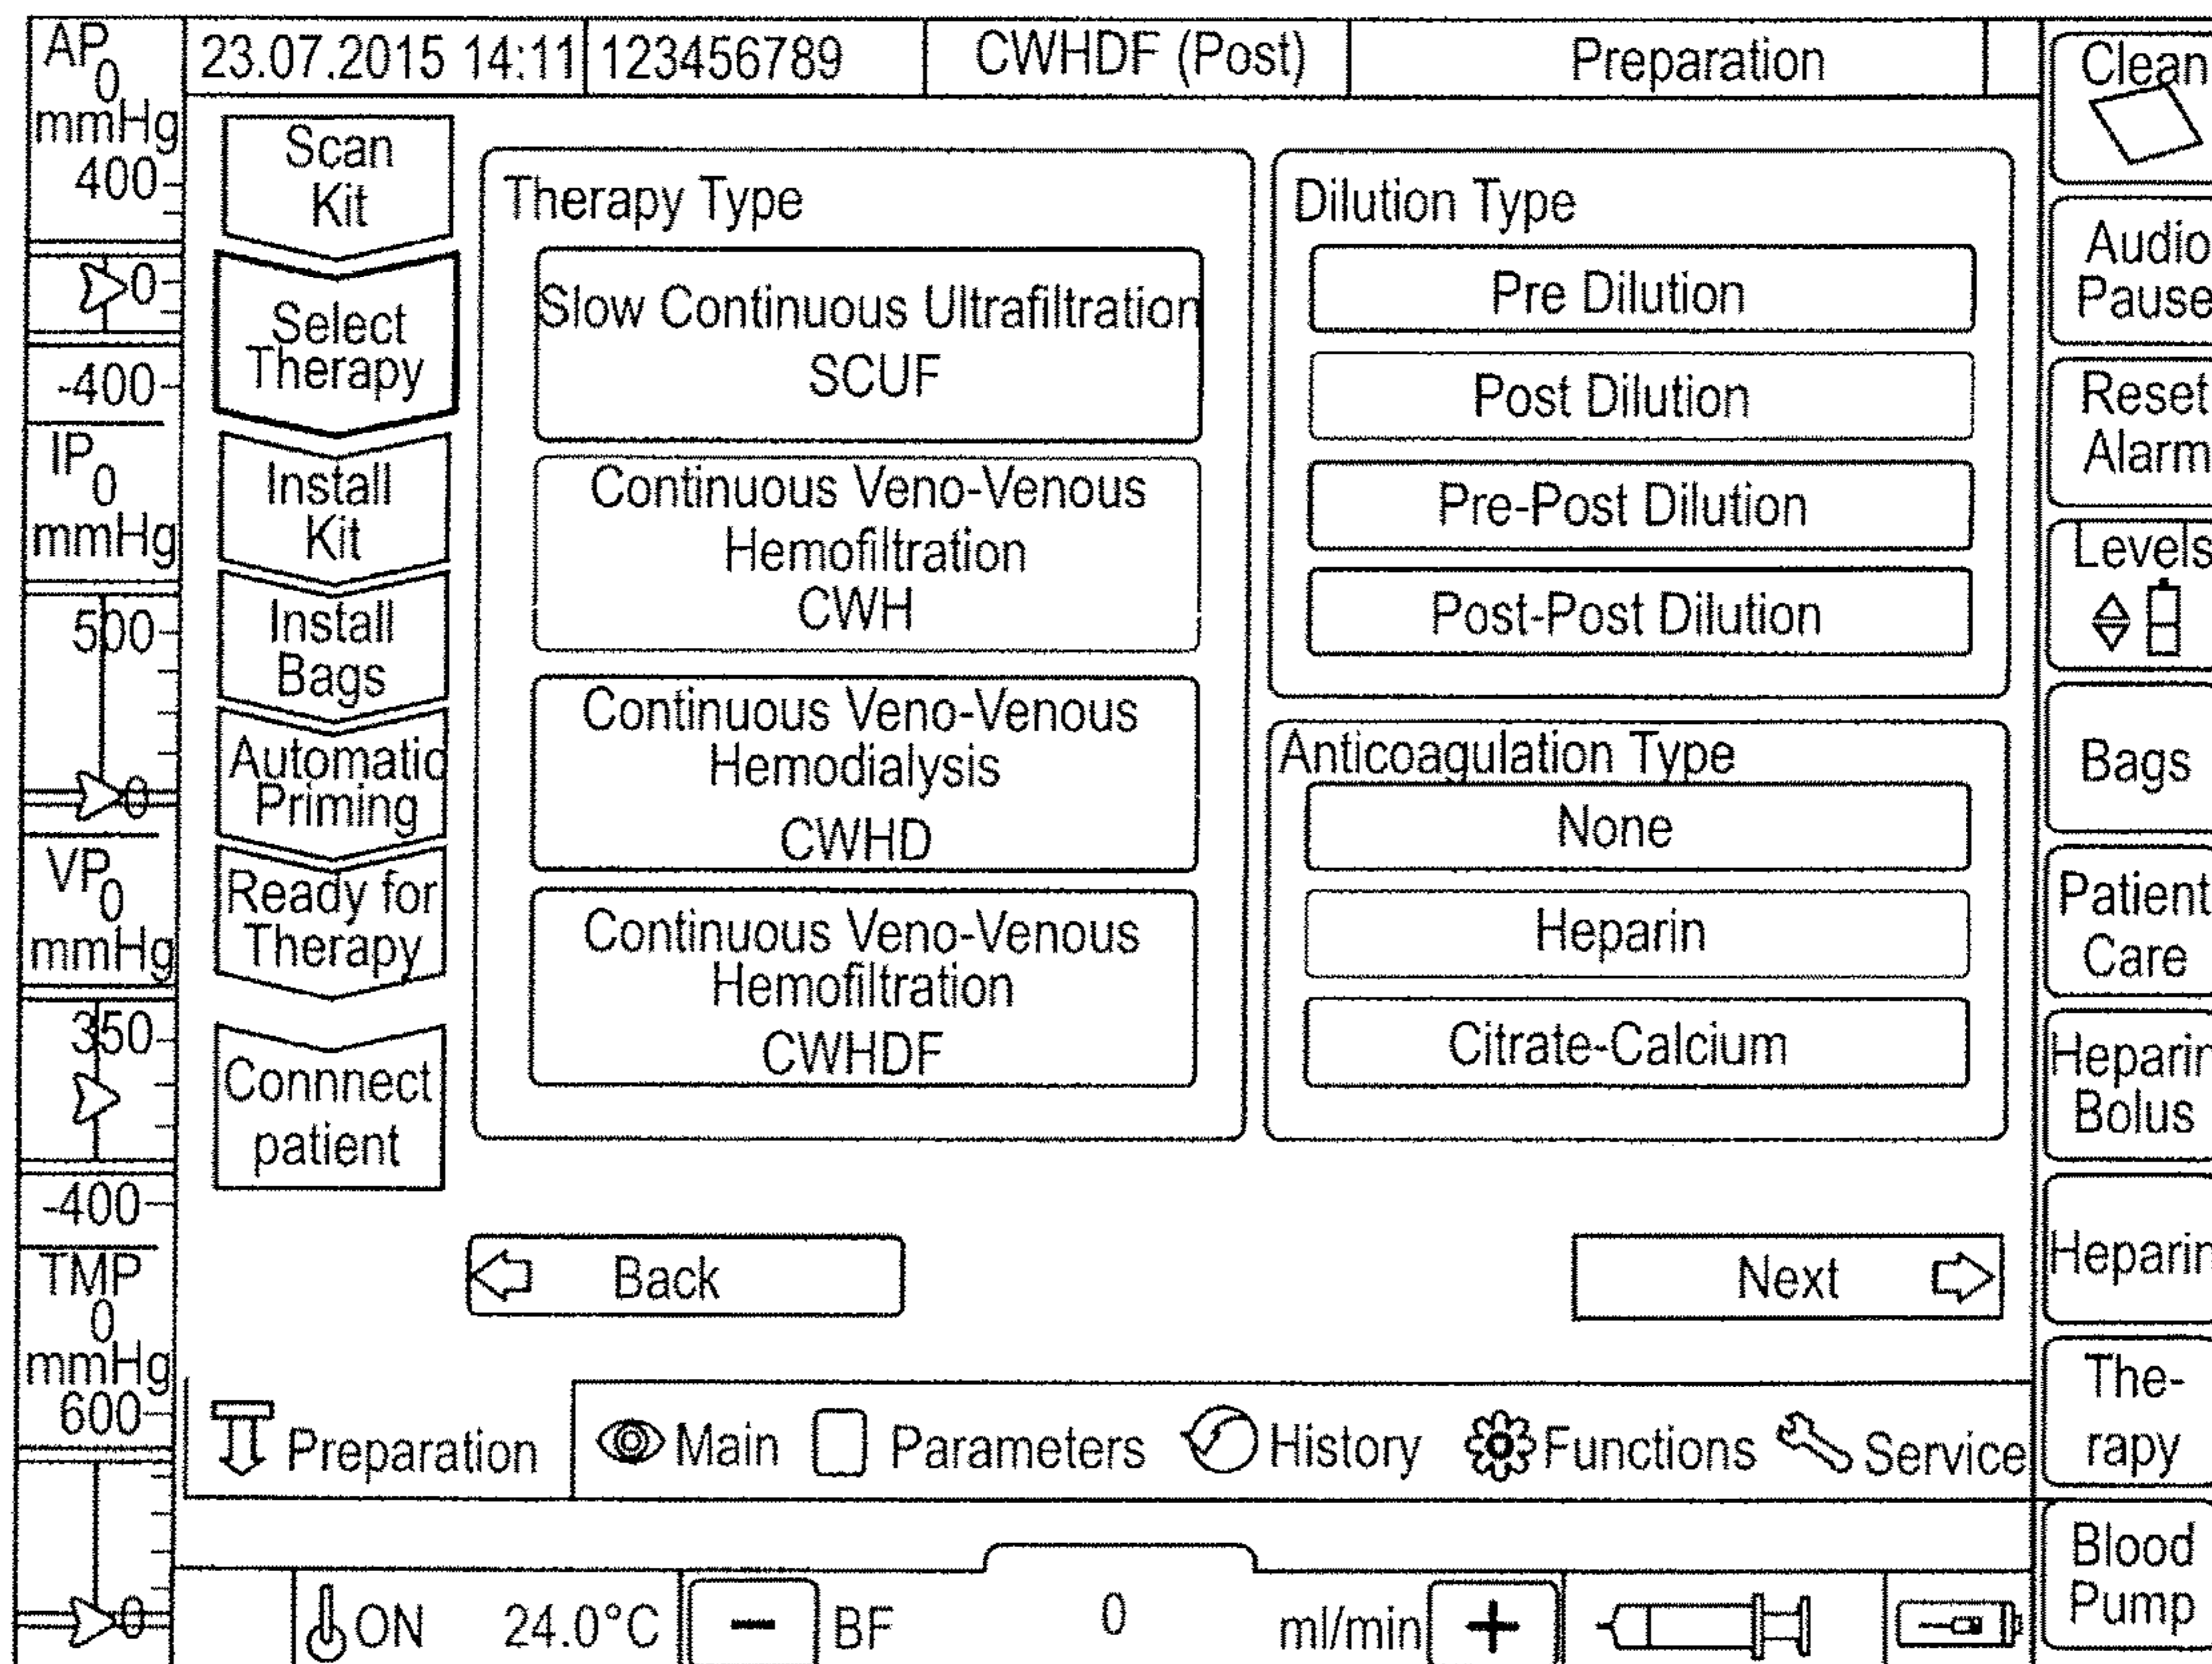 AP
0
mmHg
400
0
-400
IP
0
mmHg
500
0
VP
0
mmHg
350
-400
TMP
0
mmHg
600
0
23.07.2015 14:11
123456789
CWHDF (Post)
Preparation
Scan
Kit
Select
Therapy
Install
Kit
Install
Bags
Automatic
Priming
Ready for
Therapy
Connnect
patient
Therapy Type
Slow Continuous Ultrafiltration
SCUF
Continuous Veno-Venous
Hemofiltration
CWH
Continuous Veno-Venous
Hemodialysis
CWHD
Continuous Veno-Venous
Hemofiltration
CWHDF
Dilution Type
Pre Dilution
Post Dilution
Pre-Post Dilution
Post-Post Dilution
Anticoagulation Type
None
Heparin
Citrate-Calcium
Back
Next
Preparation
Main
Parameters
History
Functions
Service
ON
24.0°C
−
BF
0
ml/min
+
Clean
Audio
Pause
Reset
Alarm
Levels
Bags
Patient
Care
Heparin
Bolus
Heparin
The-
rapy
Blood
Pump